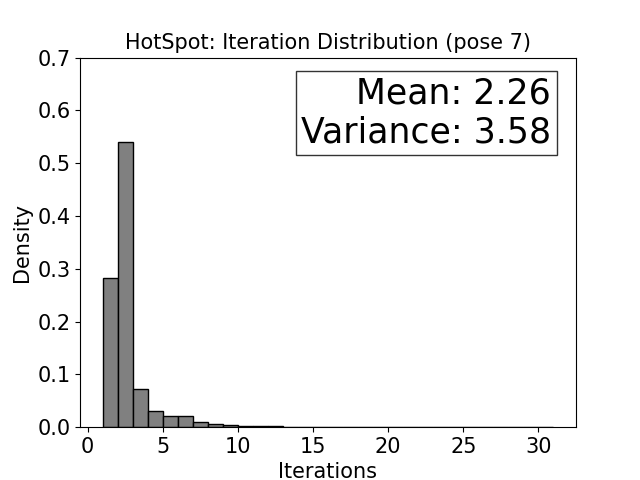 HotSpot: Iteration Distribution (pose 7)
Mean: 2.26
Variance: 3.58
Density
0.7
0.6
0.5
0.4
0.3
0.2
0.1
0.0
0 5 10 15 20 25 30
Iterations